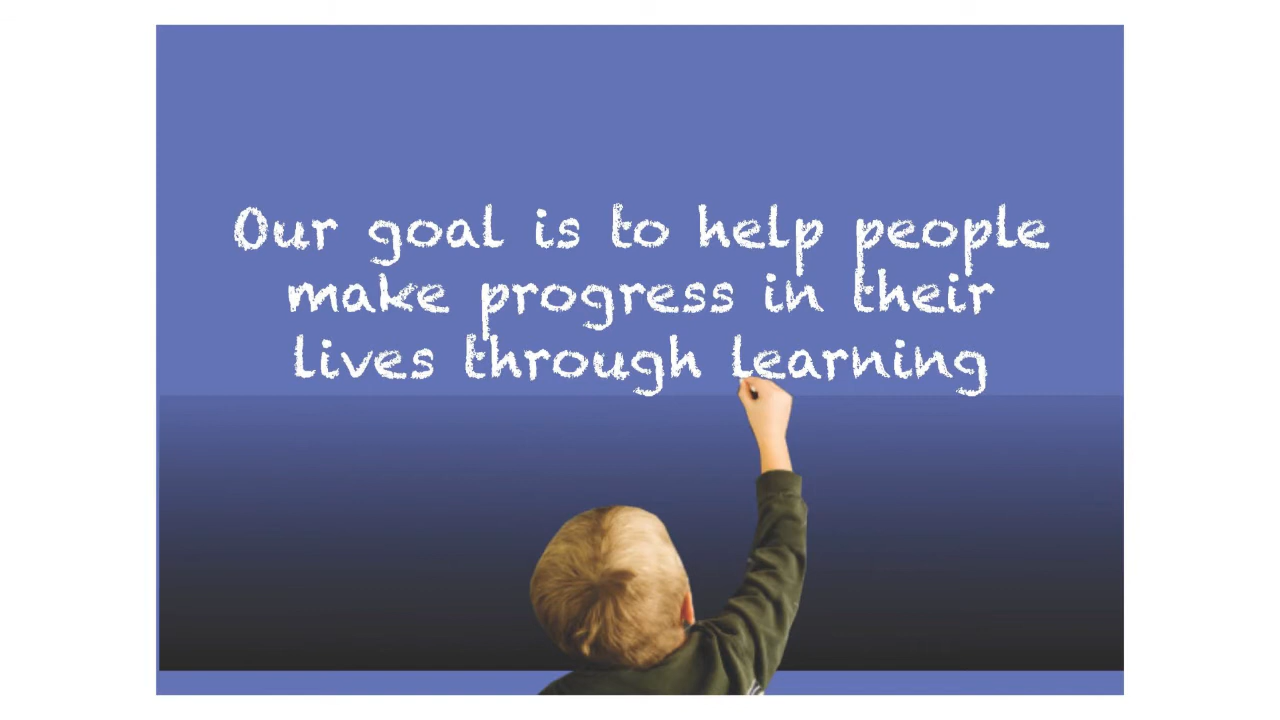 Our goal is to help people
make progress in their
lives through learning